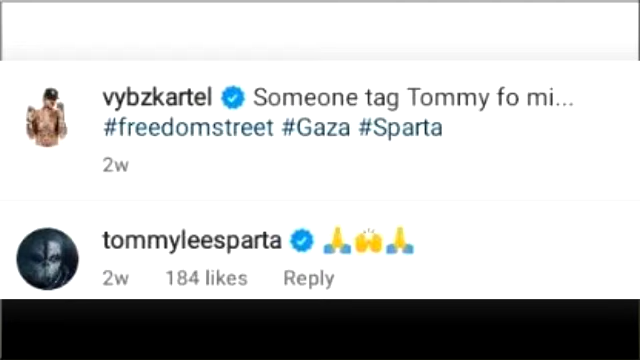 vybzkartel Someone tag Tommy fo mi...
#freedomstreet #Gaza #Sparta
2w
tommyleesparta 🙏🙌🙏
2w 184 likes Reply